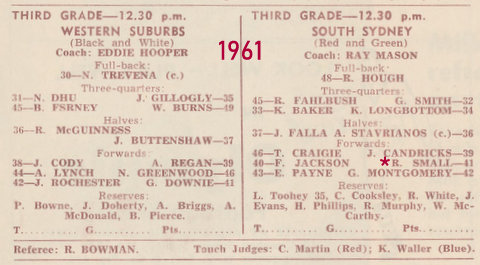 THIRD GRADE—12.30 p.m.
WESTERN SUBURBS
(Black and White)
Coach: EDDIE HOOPER
Full-back:
30—N. TREVENA (c.)
Three-quarters:
31—N. DHU J. GILLOGLY—35
45—B. FSRNEY W. BURNS—49
Halves:
36—R. McGUINNESS
J. BUTTENSHAW—37
Forwards:
38—J. CODY A. REGAN—39
44—A. LYNCH N. GREENWOOD—46
42—J. ROCHESTER G. DOWNIE—41
Reserves:
P. Bowne, J. Doherty, A. Briggs, A.
McDonald, B. Pierce.
T....... G....... Pts.......
1961
THIRD GRADE—12.30 p.m.
SOUTH SYDNEY
(Red and Green)
Coach: RAY MASON
Full-back:
48—R. HOUGH
Three-quarters:
45—R. FAHLBUSH G. SMITH—32
33—K. BAKER K. LONGBOTTOM—34
Halves:
37—J. FALLA A. STAVRIANOS (c.)—36
Forwards:
46—T. CRAIGIE J. CANDRICKS—39
40—F. JACKSON *R. SMALL—41
43—E. PAYNE G. MONTGOMERY—42
Reserves:
L. Toohey 35, C. Cooksley, R. White, J.
Evans, H. Phillips, R. Murphy, W. Mc-
Carthy.
T....... G....... Pts.......
Referee: R. BOWMAN. Touch Judges: C. Martin (Red); K. Waller (Blue).